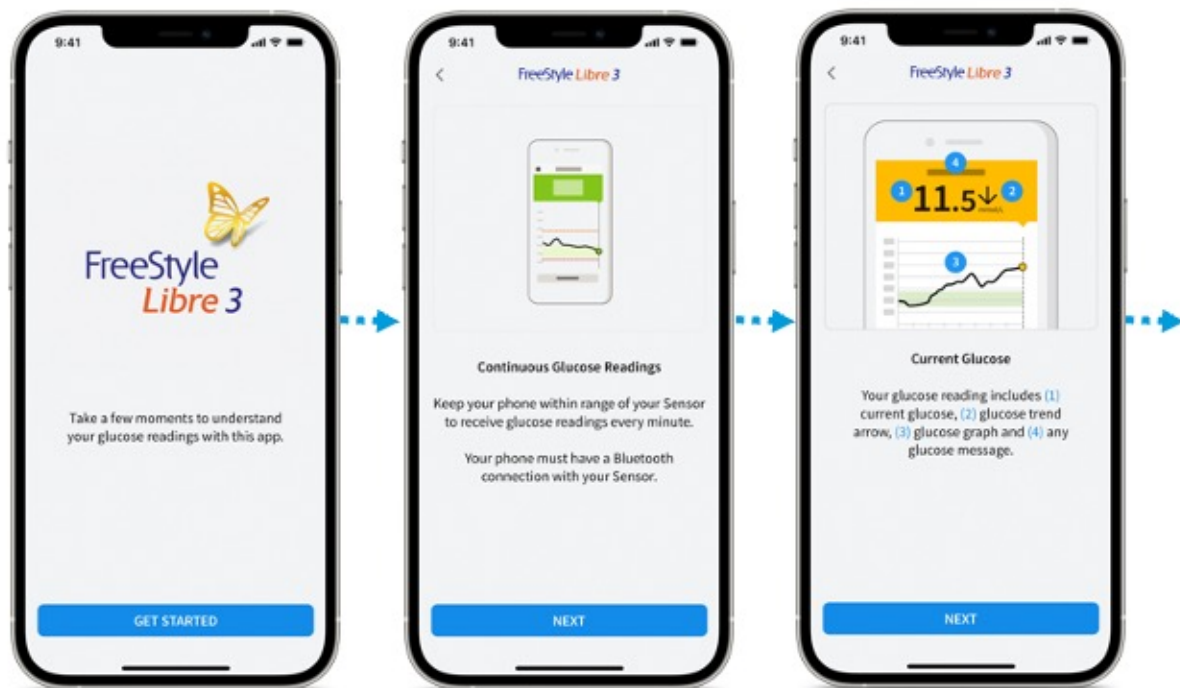 9:41
FreeStyle
Libre 3
Take a few moments to understand
your glucose readings with this app.
GET STARTED
9:41
FreeStyle Libre 3
Continuous Glucose Readings
Keep your phone within range of your Sensor
to receive glucose readings every minute.
Your phone must have a Bluetooth
connection with your Sensor.
NEXT
9:41
FreeStyle Libre 3
4
1 11.5 2
mmol/L
3
Current Glucose
Your glucose reading includes (1)
current glucose, (2) glucose trend
arrow, (3) glucose graph and (4) any
glucose message.
NEXT